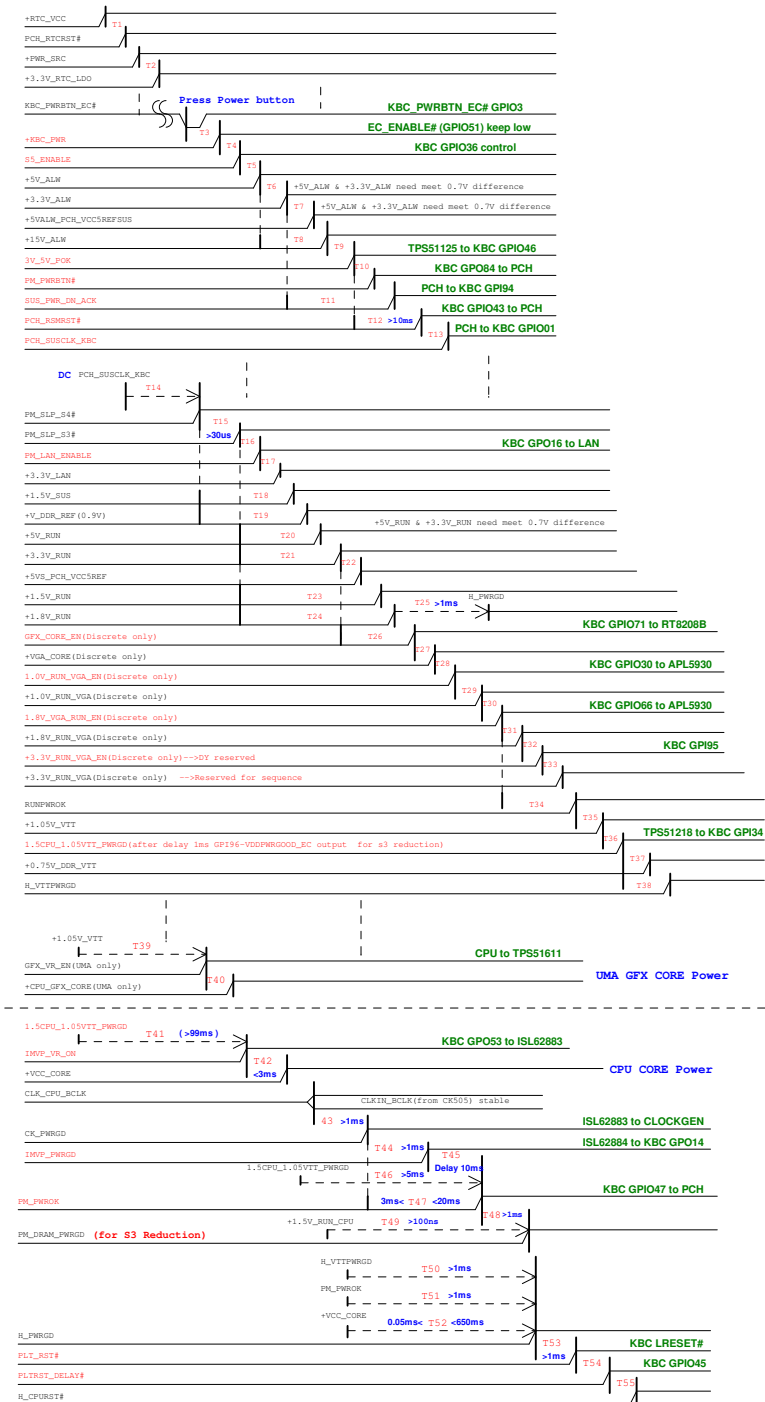 +RTC_VCC
T1
PCH_RTCRST#
+PWR_SRC
T2
+3.3V_RTC_LDO
KBC_PWRBTN_EC# Press Power button KBC_PWRBTN_EC# GPIO3
T3 EC_ENABLE# (GPIO51) keep low
+KBC_PWR
T4 KBC GPIO36 control
S5_ENABLE
T5
+5V_ALW
T6 +5V_ALW & +3.3V_ALW need meet 0.7V difference
+3.3V_ALW
T7 +5V_ALW & +3.3V_ALW need meet 0.7V difference
+5VALW_PCH_VCC5REFSUS
T8
+15V_ALW
T9 TPS51125 to KBC GPIO46
3V_5V_POK
T10 KBC GPO84 to PCH
PM_PWRBTN#
PCH to KBC GPI94
SUS_PWR_DN_ACK T11
KBC GPIO43 to PCH
PCH_RSMRST# T12 >10ms
T13 PCH to KBC GPIO01
PCH_SUSCLK_KBC
DC PCH_SUSCLK_KBC
T14
PM_SLP_S4#
T15
PM_SLP_S3# >30us
T16 KBC GPO16 to LAN
PM_LAN_ENABLE
T17
+3.3V_LAN
+1.5V_SUS T18
+V_DDR_REF(0.9V) T19
+5V_RUN & +3.3V_RUN need meet 0.7V difference
+5V_RUN T20
+3.3V_RUN T21
T22
+5VS_PCH_VCC5REF
+1.5V_RUN T23
T25 >1ms H_PWRGD
+1.8V_RUN T24
KBC GPIO71 to RT8208B
GFX_CORE_EN(Discrete only) T26
T27
+VGA_CORE(Discrete only)
T28 KBC GPIO30 to APL5930
1.0V_RUN_VGA_EN(Discrete only)
T29
+1.0V_RUN_VGA(Discrete only)
T30 KBC GPIO66 to APL5930
1.8V_VGA_RUN_EN(Discrete only)
T31
+1.8V_RUN_VGA(Discrete only)
T32 KBC GPI95
+3.3V_RUN_VGA_EN(Discrete only)-->DY reserved
T33
+3.3V_RUN_VGA(Discrete only) -->Reserved for sequence
RUNPWROK T34
T35
+1.05V_VTT
T36 TPS51218 to KBC GPI34
1.5CPU_1.05VTT_PWRGD(after delay 1ms GPI96-VDDPWRGOOD_EC output for s3 reduction)
T37
+0.75V_DDR_VTT
T38
H_VTTPWRGD
+1.05V_VTT
T39
CPU to TPS51611
GFX_VR_EN(UMA only)
T40 UMA GFX CORE Power
+CPU_GFX_CORE(UMA only)
1.5CPU_1.05VTT_PWRGD
T41 (>99ms)
KBC GPO53 to ISL62883
IMVP_VR_ON
T42
+VCC_CORE <3ms CPU CORE Power
CLK_CPU_BCLK
CLKIN_BCLK(from CK505) stable
43 >1ms ISL62883 to CLOCKGEN
CK_PWRGD
T44 >1ms ISL62884 to KBC GPO14
IMVP_PWRGD T45
1.5CPU_1.05VTT_PWRGD Delay 10ms
T46 >5ms
KBC GPIO47 to PCH
PM_PWROK 3ms< T47 <20ms
T48 >1ms
+1.5V_RUN_CPU T49 >100ns
PM_DRAM_PWRGD (for S3 Reduction)
H_VTTPWRGD
T50 >1ms
PM_PWROK
T51 >1ms
+VCC_CORE
0.05ms< T52 <650ms
H_PWRGD
T53 KBC LRESET#
PLT_RST# >1ms
T54 KBC GPIO45
PLTRST_DELAY#
T55
H_CPURST#